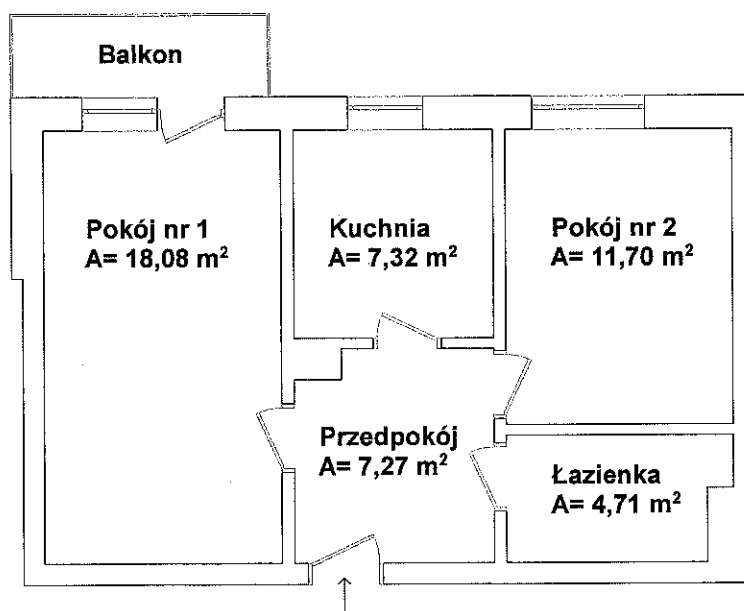 Balkon
Pokój nr 1
A= 18,08 m²
Kuchnia
A= 7,32 m²
Pokój nr 2
A= 11,70 m²
Przedpokój
A= 7,27 m²
Łazienka
A= 4,71 m²